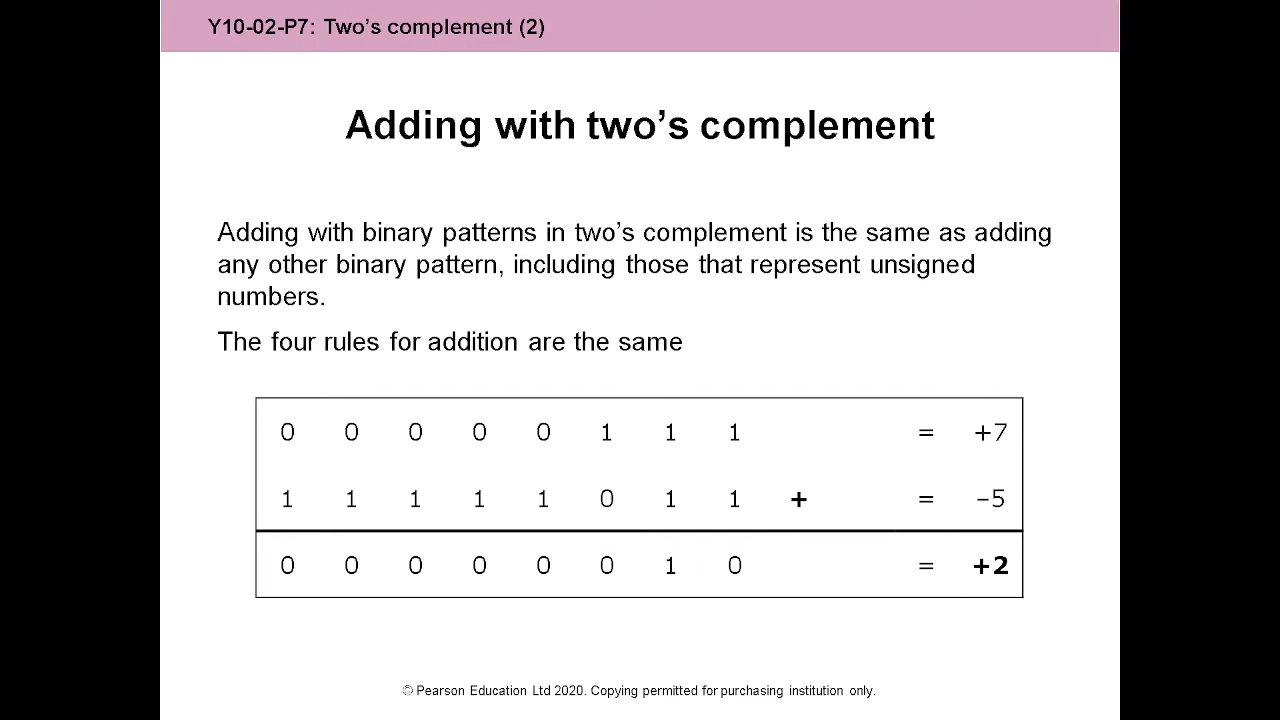 Y10-02-P7: Two’s complement (2)
Adding with two’s complement
Adding with binary patterns in two’s complement is the same as adding
any other binary pattern, including those that represent unsigned
numbers.
The four rules for addition are the same
0 0 0 0 0 1 1 1 = +7
1 1 1 1 1 0 1 1 + = –5
0 0 0 0 0 0 1 0 = +2
© Pearson Education Ltd 2020. Copying permitted for purchasing institution only.